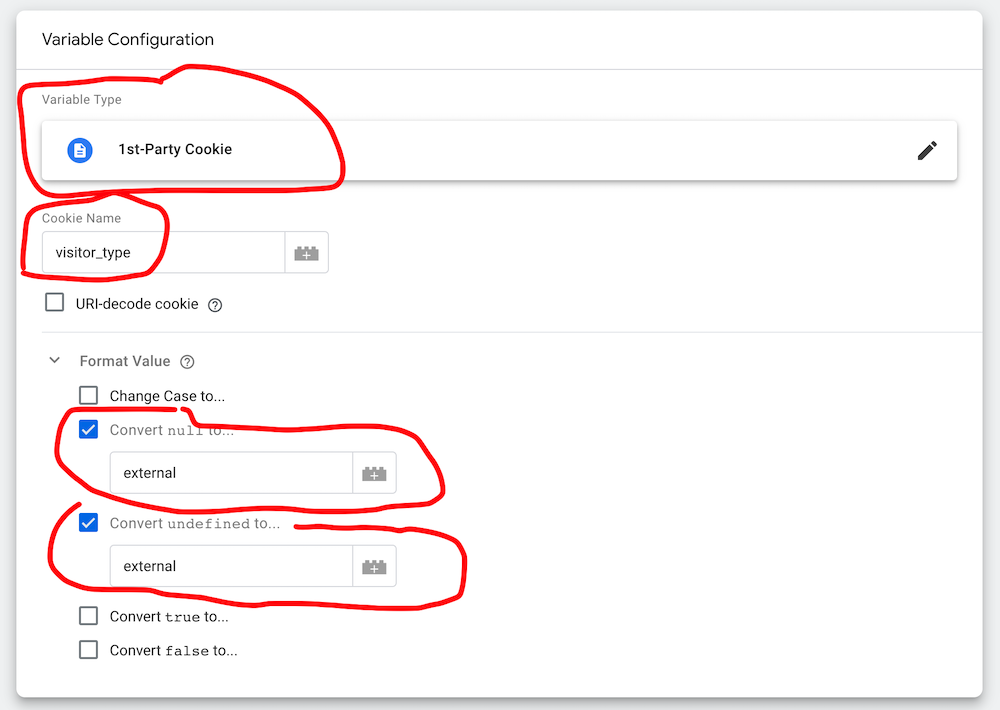 Variable Configuration
Variable Type
1st-Party Cookie
Cookie Name
visitor_type
URI-decode cookie
Format Value
Change Case to...
Convert null to...
external
Convert undefined to...
external
Convert true to...
Convert false to...